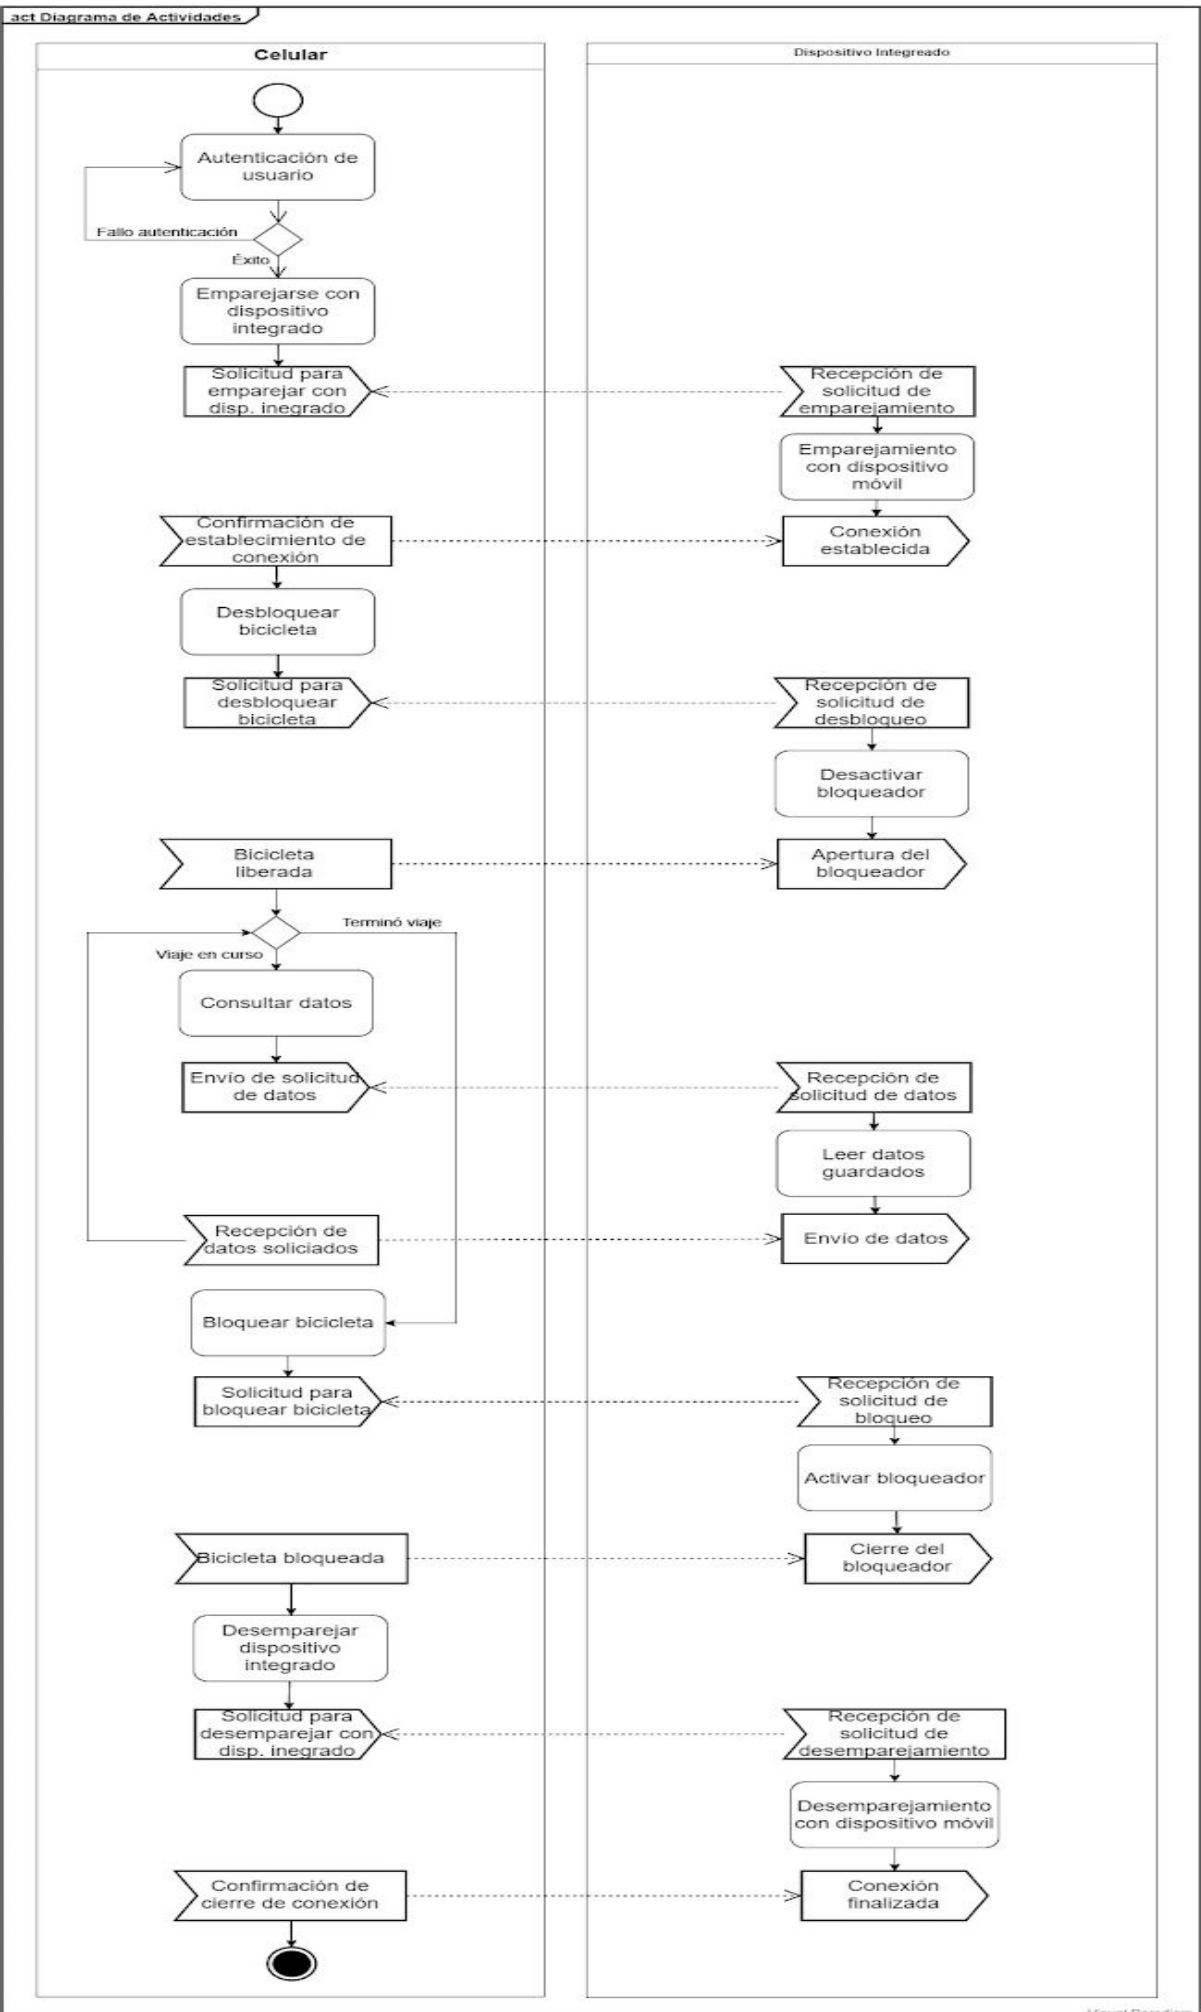 act Diagrama de Actividades
Celular
Dispositivo Integreado
Autenticación de
usuario
Fallo autenticación
Éxito
Emparejarse con
dispositivo
integrado
Solicitud para
emparejar con
disp. inegrado
Recepción de
solicitud de
emparejamiento
Emparejamiento
con dispositivo
móvil
Confirmación de
establecimiento de
conexión
Conexión
establecida
Desbloquear
bicicleta
Solicitud para
desbloquear
bicicleta
Recepción de
solicitud de
desbloqueo
Desactivar
bloqueador
Bicicleta
liberada
Apertura del
bloqueador
Terminó viaje
Viaje en curso
Consultar datos
Envío de solicitud
de datos
Recepción de
solicitud de datos
Leer datos
guardados
Recepción de
datos soliciados
Envío de datos
Bloquear bicicleta
Solicitud para
bloquear bicicleta
Recepción de
solicitud de
bloqueo
Activar bloqueador
Bicicleta bloqueada
Cierre del
bloqueador
Desemparejar
dispositivo
integrado
Solicitud para
desemparejar con
disp. inegrado
Recepción de
solicitud de
desemparejamiento
Desemparejamiento
con dispositivo móvil
Confirmación de
cierre de conexión
Conexión
finalizada